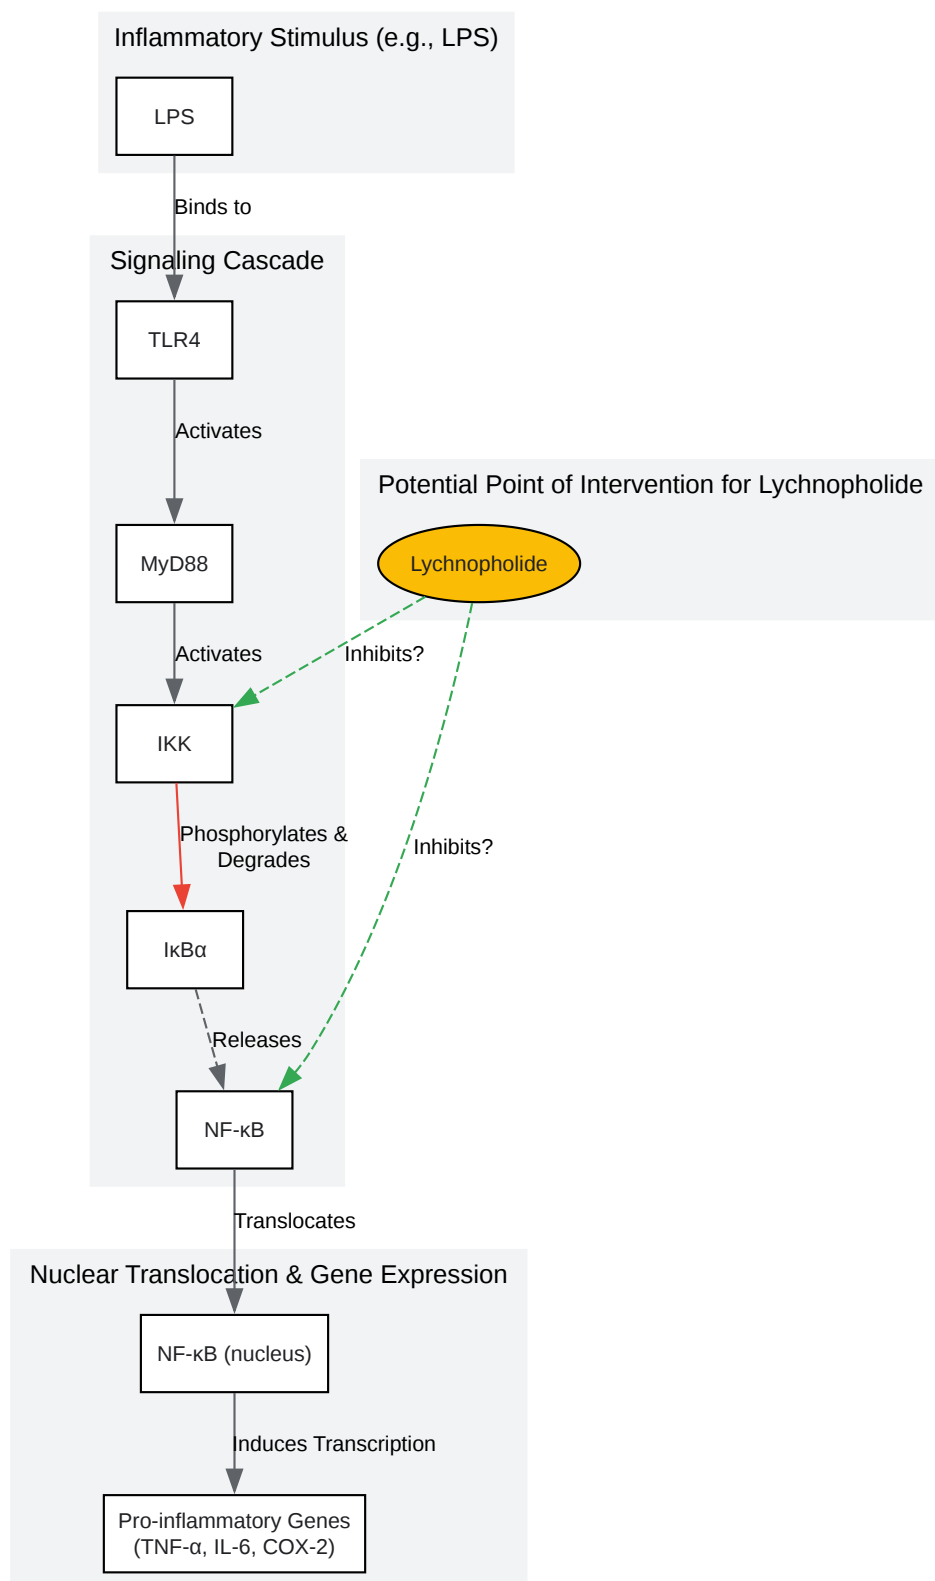 Inflammatory Stimulus (e.g., LPS)
LPS
Binds to
Signaling Cascade
TLR4
Activates
Potential Point of Intervention for Lychnopholide
MyD88
Lychnopholide
Activates
Inhibits?
IKK
Phosphorylates &
Degrades
Inhibits?
IκBα
Releases
NF-κB
Translocates
Nuclear Translocation & Gene Expression
NF-κB (nucleus)
Induces Transcription
Pro-inflammatory Genes
(TNF-α, IL-6, COX-2)